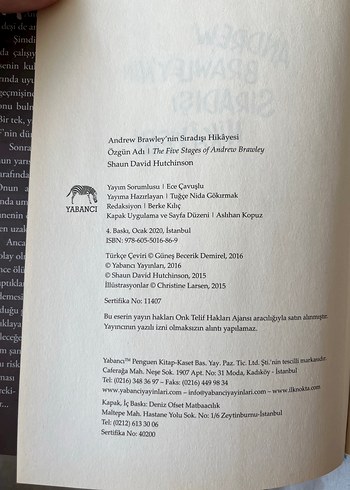 Andrew Brawley'nin Sıradışı Hikâyesi
Özgün Adı | The Five Stages of Andrew Brawley
Shaun David Hutchinson
YABANCI
Yayım Sorumlusu | Ece Çavuşlu
Yayıma Hazırlayan | Tuğçe Nida Gökırmak
Redaksiyon | Berke Kılıç
Kapak Uygulama ve Sayfa Düzeni | Aslıhan Kopuz
4. Baskı, Ocak 2020, İstanbul
ISBN: 978-605-5016-86-9
Türkçe Çeviri © Güneş Becerik Demirel, 2016
© Yabancı Yayınları, 2016
© Shaun David Hutchinson, 2015
İllüstrasyonlar © Christine Larsen, 2015
Sertifika No: 11407
Bu eserin yayın hakları Onk Telif Hakları Ajansı aracılığıyla satın alınmıştır.
Yayıncının yazılı izni olmaksızın alıntı yapılamaz.
Yabancı™ Penguen Kitap-Kaset Bas. Yay. Paz. Tic. Ltd. Şti.'nin tescilli markasıdır.
Caferağa Mah. Neşe Sok. 1907 Apt. No: 31 Moda, Kadıköy - İstanbul
Tel: (0216) 348 36 97 – Faks: (0216) 449 98 34
www.yabanciyayinlari.com – info@yabanciyayinlari.com – www.ilknokta.com
Kapak, İç Baskı: Deniz Ofset Matbaacılık
Maltepe Mah. Hastane Yolu Sok. No: 1/6 Zeytinburnu-İstanbul
Tel: (0212) 613 30 06
Sertifika No: 40200